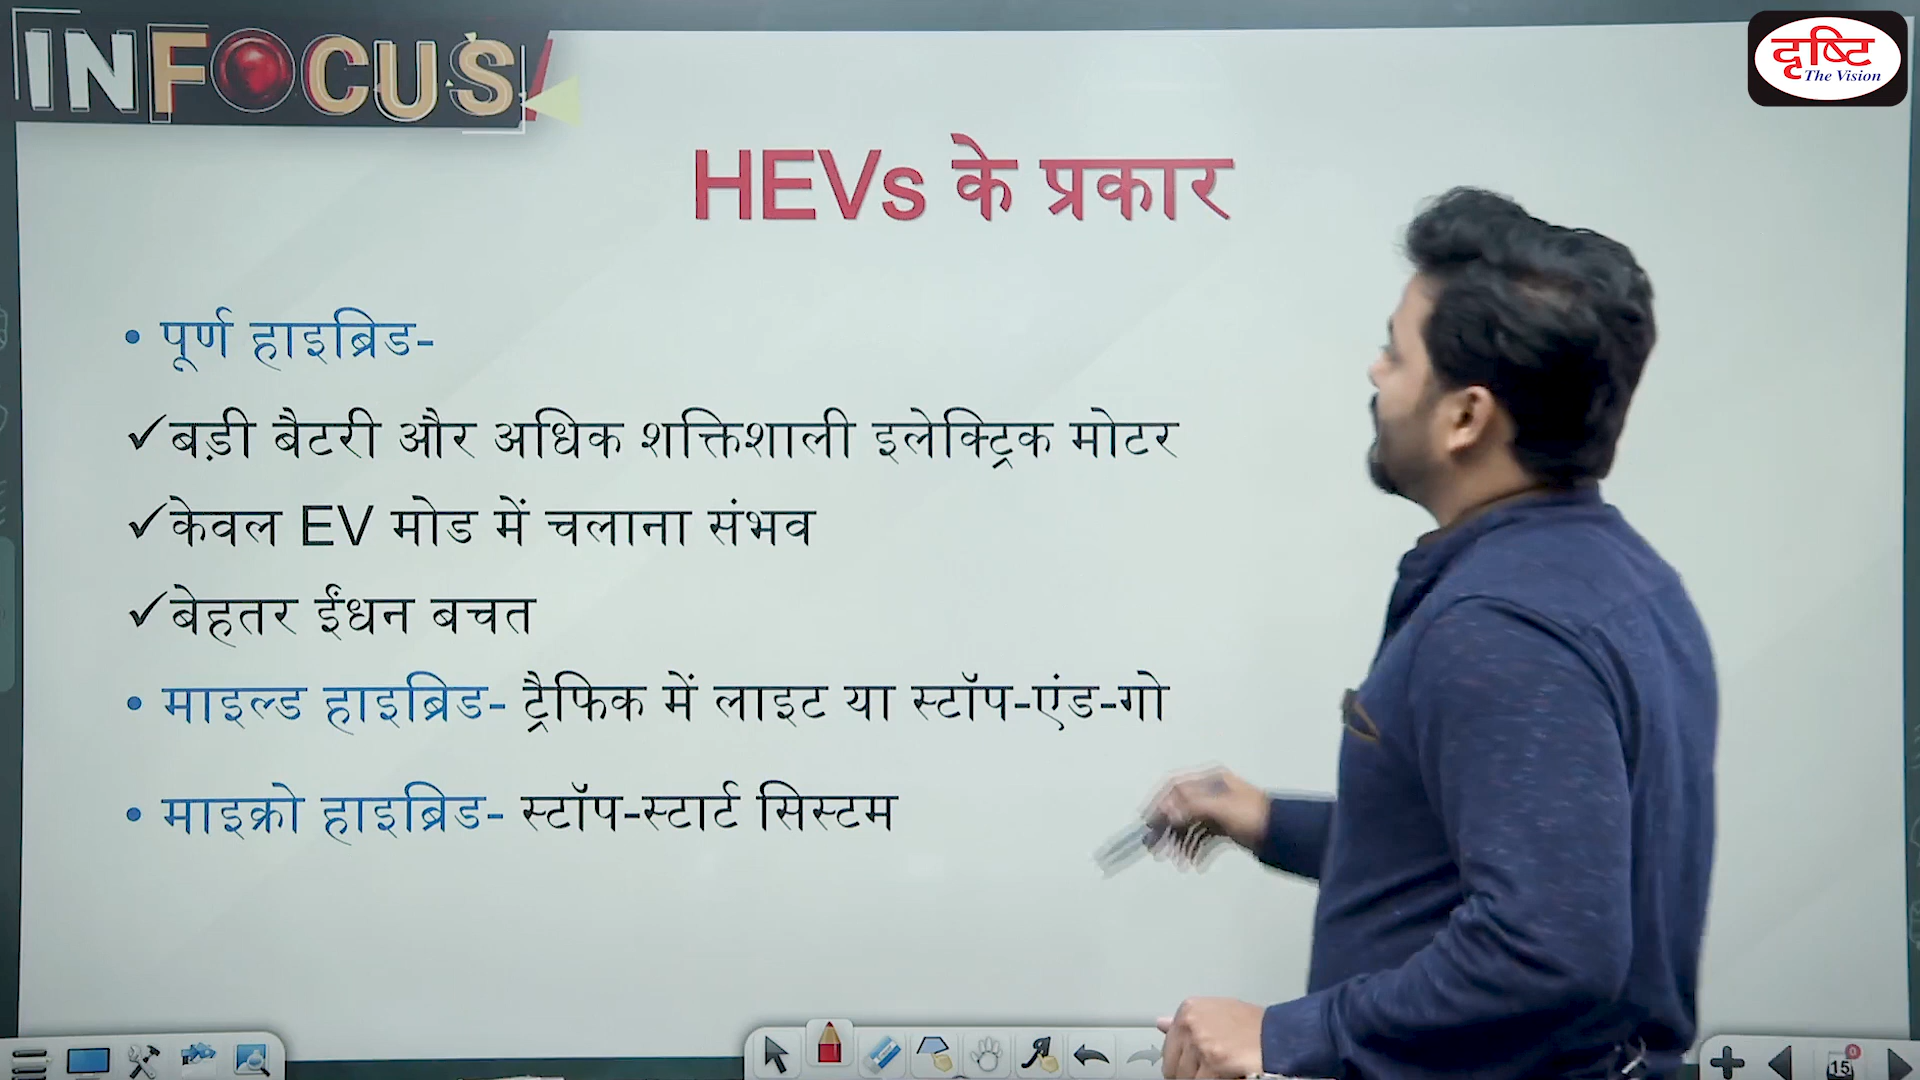 INFOCUS
दृष्टि
The Vision
HEVs के प्रकार
• पूर्ण हाइब्रिड-
✓बड़ी बैटरी और अधिक शक्तिशाली इलेक्ट्रिक मोटर
✓केवल EV मोड में चलाना संभव
✓बेहतर ईंधन बचत
• माइल्ड हाइब्रिड- ट्रैफिक में लाइट या स्टॉप-एंड-गो
• माइक्रो हाइब्रिड- स्टॉप-स्टार्ट सिस्टम
15
0